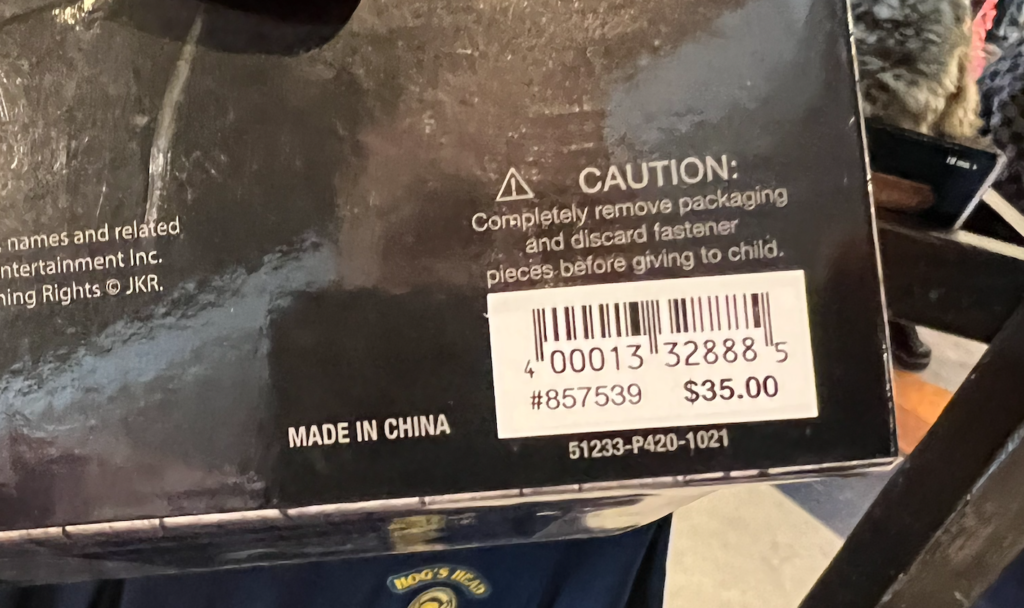 names and related
ntertainment Inc.
ning Rights © JKR.
CAUTION:
Completely remove packaging
and discard fastener
pieces before giving to child.
4 00013 32888 5
#857539 $35.00
MADE IN CHINA
51233-P420-1021
HOG'S HEAD